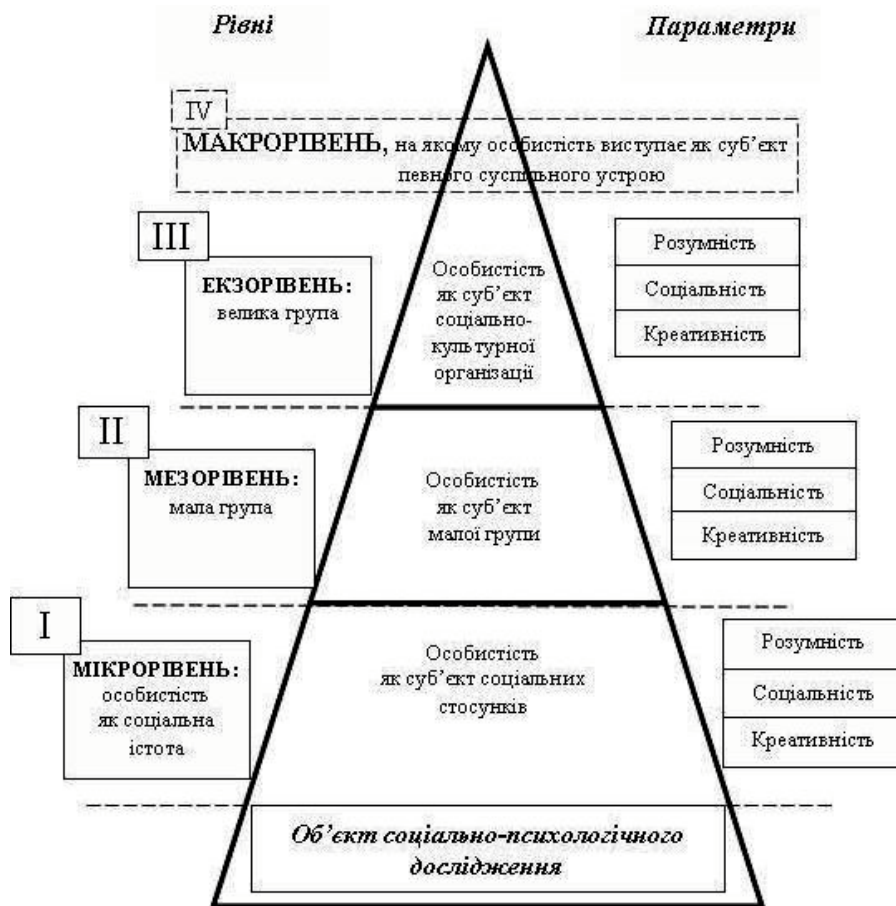 Рівні
Параметри
IV
МАКРОРІВЕНЬ, на якому особистість виступає як суб’єкт
певного суспільного устрою
III
ЕКЗОРІВЕНЬ:
велика група
Особистість
як суб’єкт
соціально-
культурної
організації
Розумність
Соціальність
Креативність
II
МЕЗОРІВЕНЬ:
мала група
Особистість
як суб’єкт
малої групи
Розумність
Соціальність
Креативність
I
МІКРОРІВЕНЬ:
особистість
як соціальна
істота
Особистість
як суб’єкт соціальних
стосунків
Розумність
Соціальність
Креативність
Об’єкт соціально-психологічного
дослідження